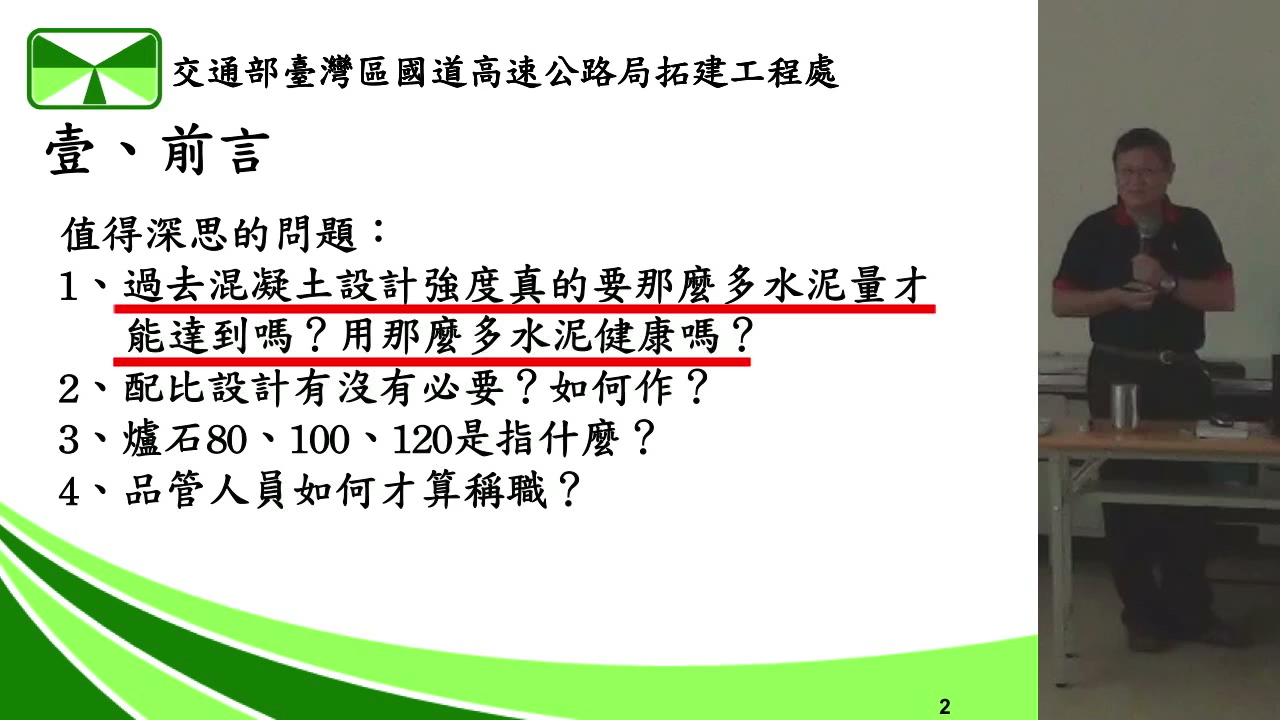 交通部臺灣區國道高速公路局拓建工程處
壹、前言
值得深思的問題：
1、過去混凝土設計強度真的要那麼多水泥量才
能達到嗎？用那麼多水泥健康嗎？
2、配比設計有沒有必要？如何作？
3、爐石80、100、120是指什麼？
4、品管人員如何才算稱職？
2